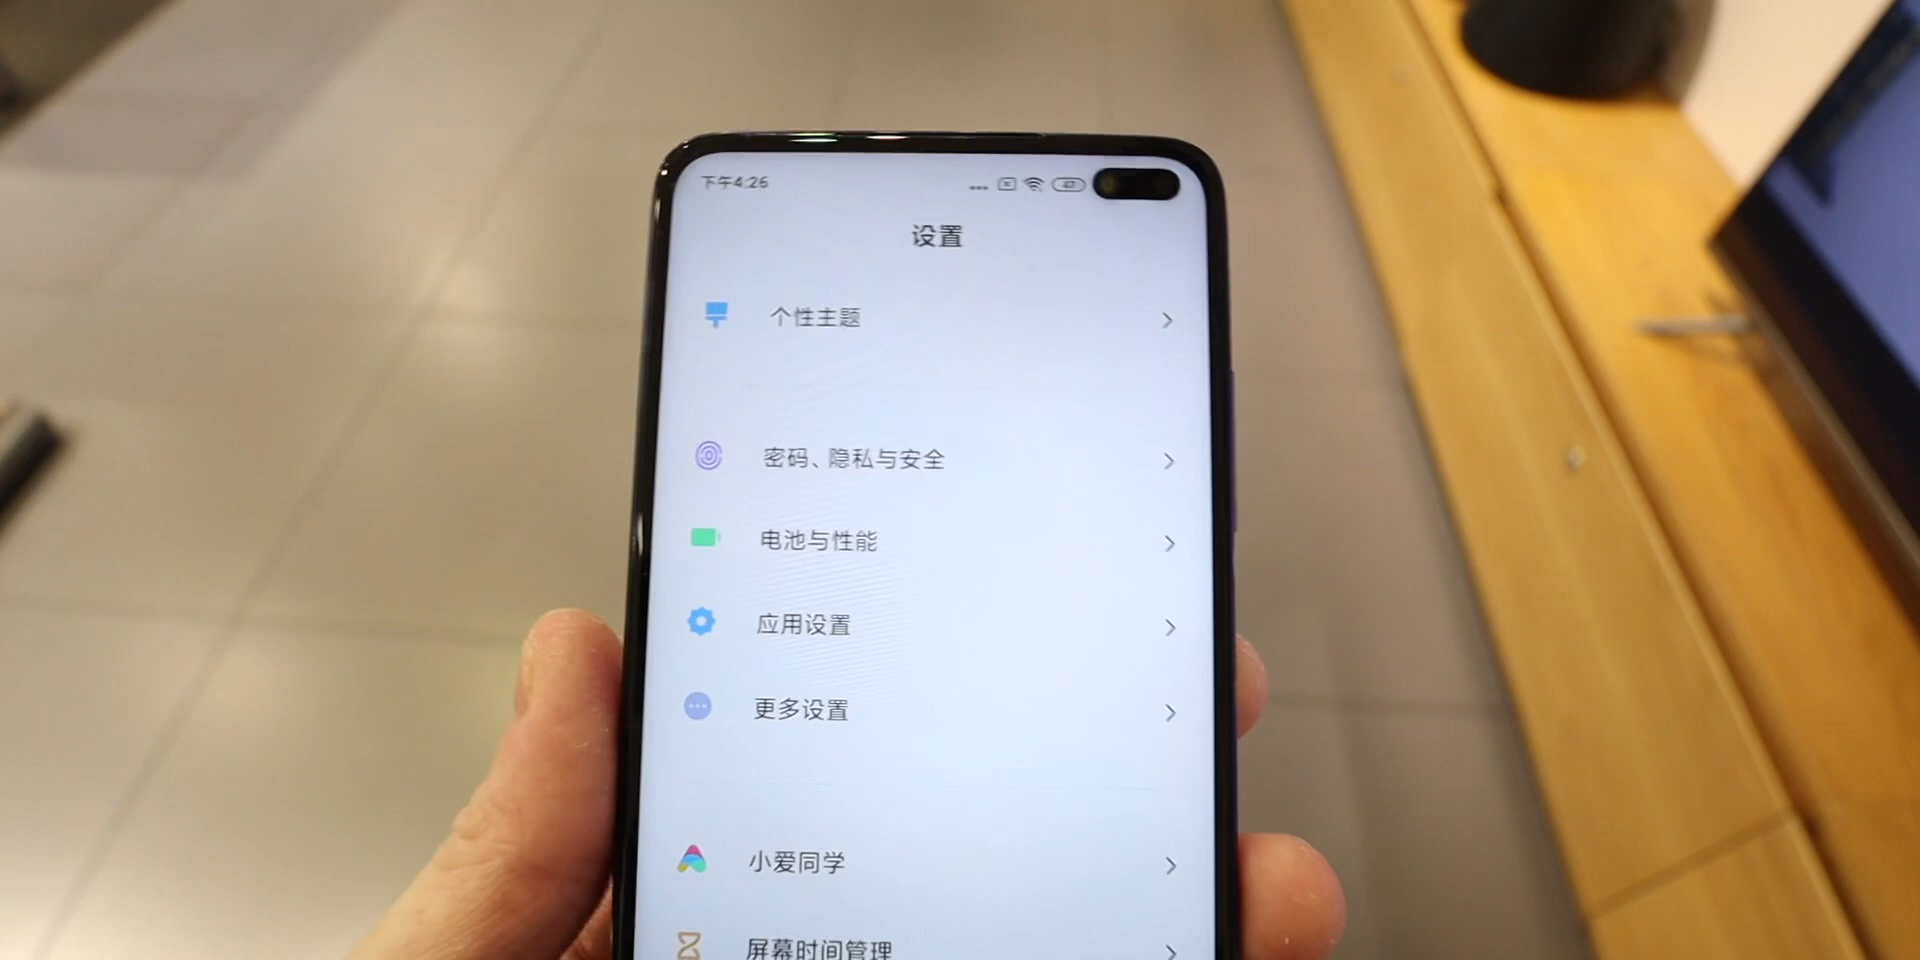 下午4:26
47
设置
个性主题
密码、隐私与安全
电池与性能
应用设置
更多设置
小爱同学
屏幕时间管理